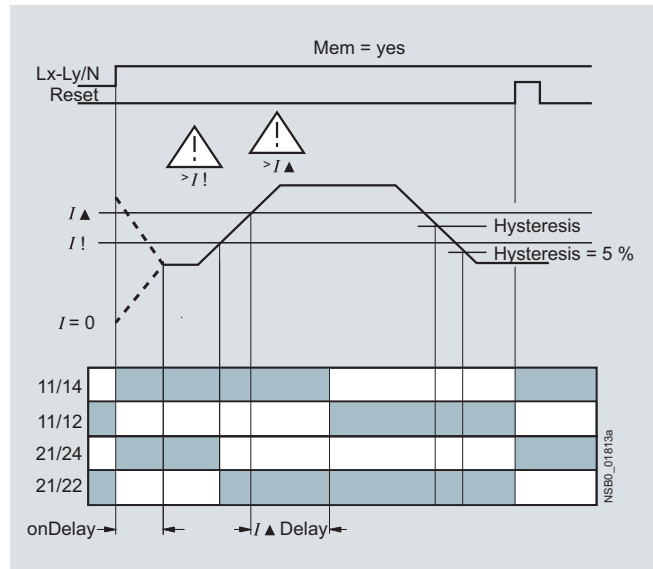 Mem = yes
Lx-Ly/N
Reset
> I !
> I ▲
I ▲
Hysteresis
I !
Hysteresis = 5 %
I = 0
11/14
11/12
21/24
21/22
NSB0_01813a
onDelay
I ▲ Delay